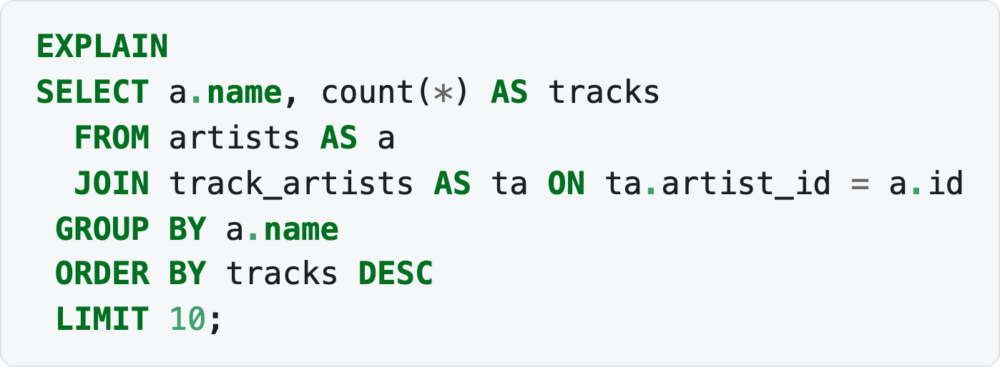 EXPLAIN
SELECT a.name, count(*) AS tracks
  FROM artists AS a
  JOIN track_artists AS ta ON ta.artist_id = a.id
 GROUP BY a.name
 ORDER BY tracks DESC
 LIMIT 10;